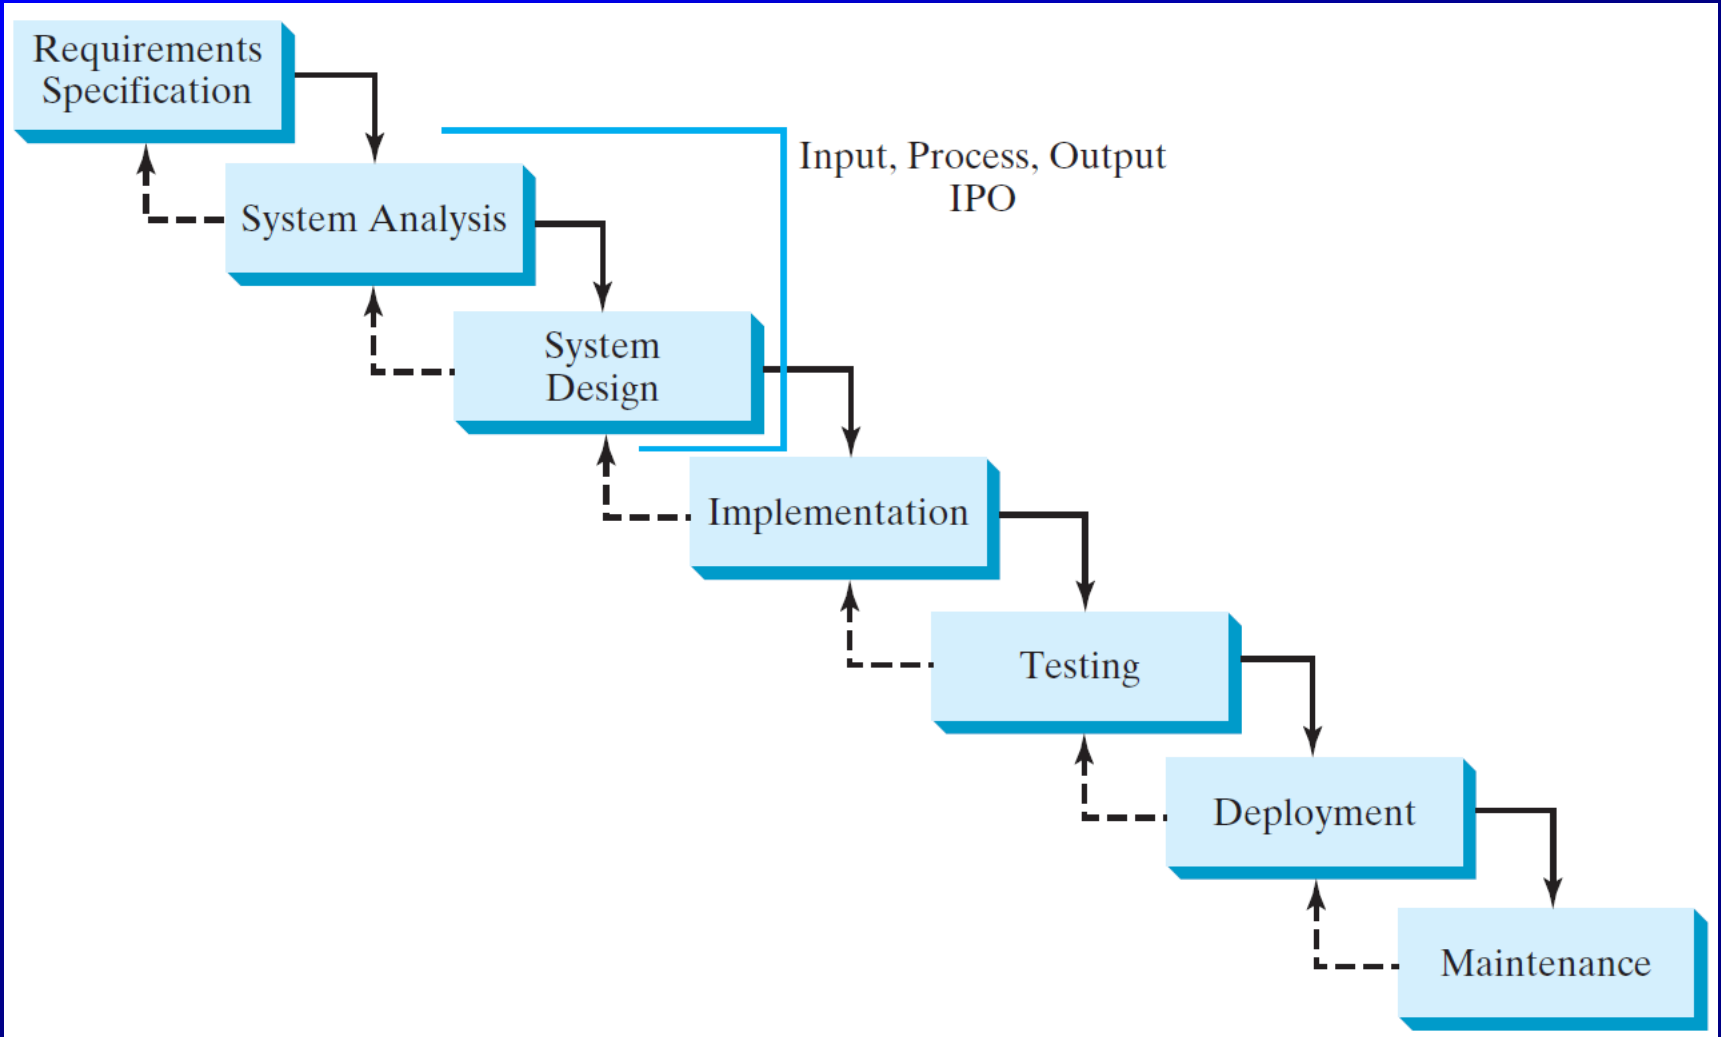 Requirements
Specification
Input, Process, Output
IPO
System Analysis
System
Design
Implementation
Testing
Deployment
Maintenance